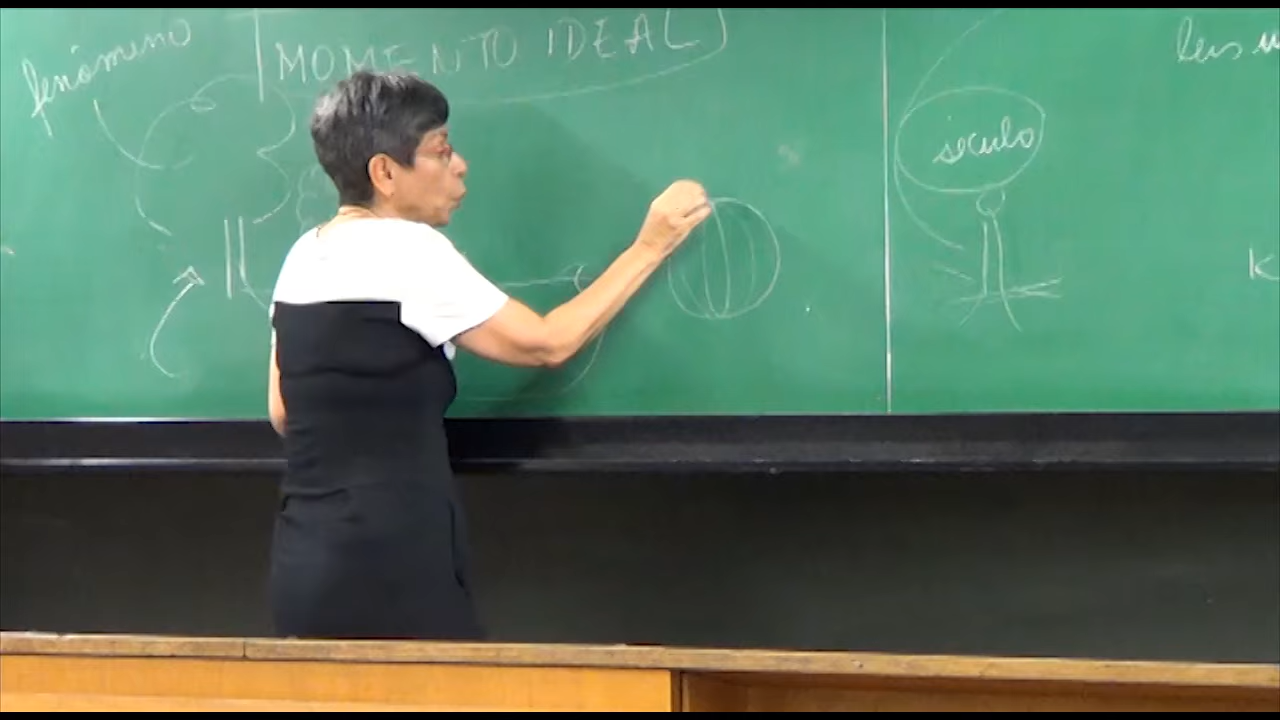 fenômeno
MOMENTO IDEAL
século
leis
K